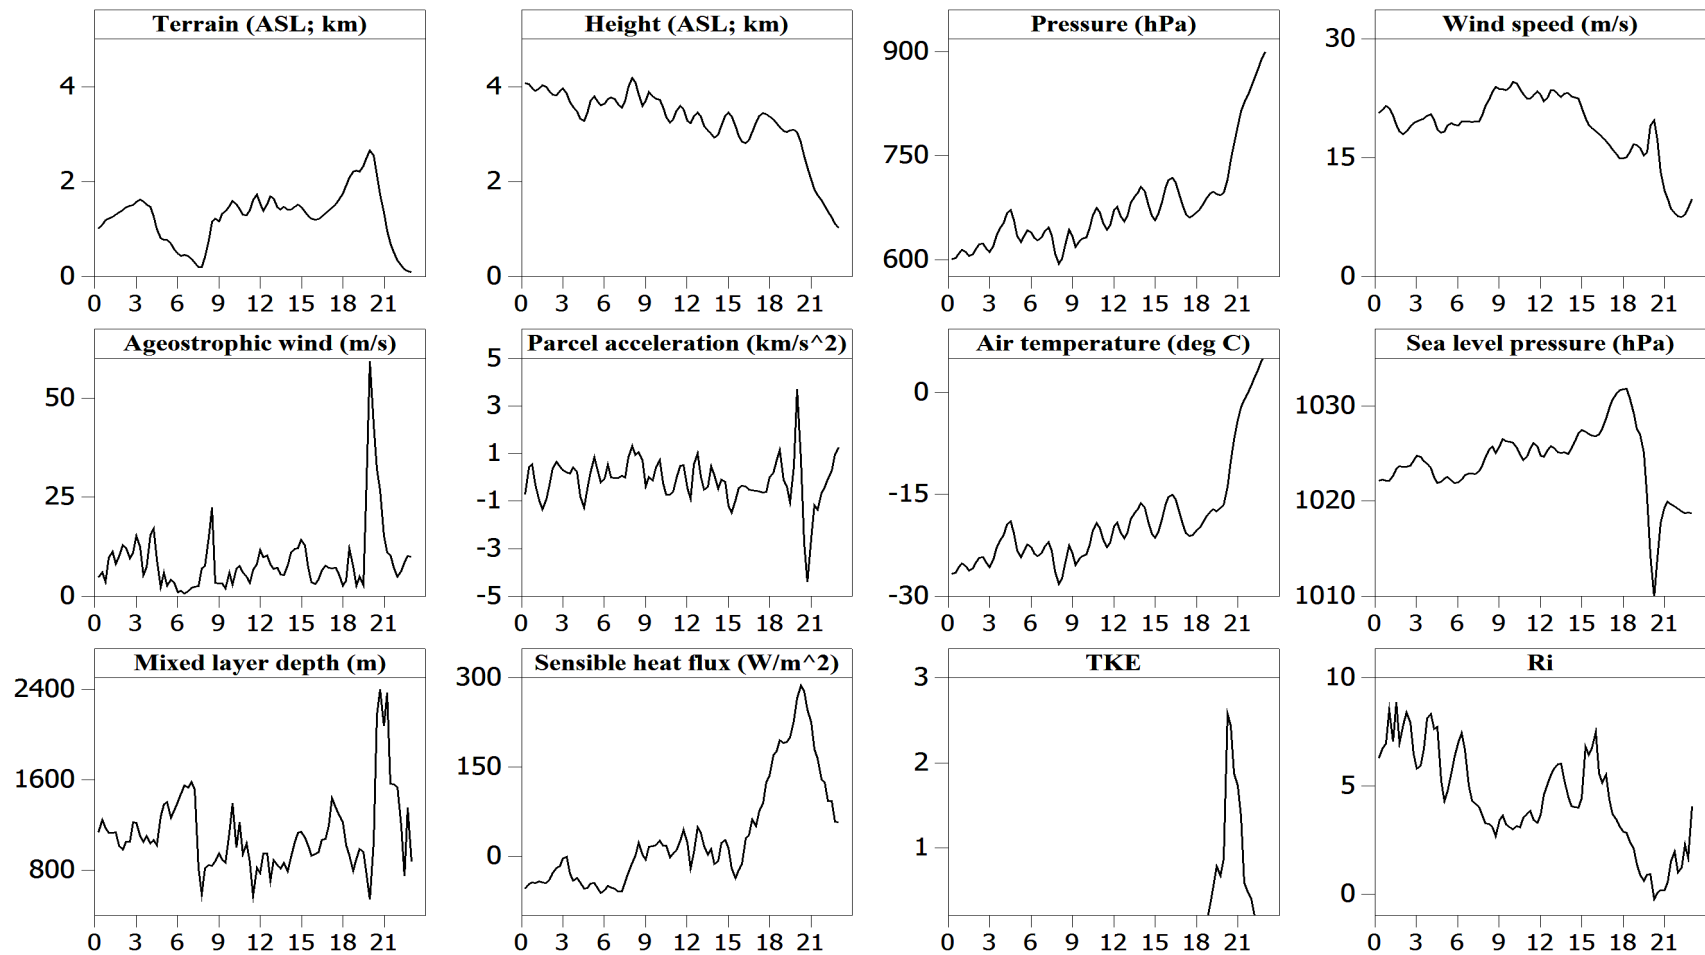 Terrain (ASL; km)
4
2
0
0 3 6 9 12 15 18 21
Height (ASL; km)
4
2
0
0 3 6 9 12 15 18 21
Pressure (hPa)
900
750
600
0 3 6 9 12 15 18 21
Wind speed (m/s)
30
15
0
0 3 6 9 12 15 18 21
Ageostrophic wind (m/s)
50
25
0
0 3 6 9 12 15 18 21
Parcel acceleration (km/s^2)
5
3
1
-1
-3
-5
0 3 6 9 12 15 18 21
Air temperature (deg C)
0
-15
-30
0 3 6 9 12 15 18 21
Sea level pressure (hPa)
1030
1020
1010
0 3 6 9 12 15 18 21
Mixed layer depth (m)
2400
1600
800
0 3 6 9 12 15 18 21
Sensible heat flux (W/m^2)
300
150
0
0 3 6 9 12 15 18 21
TKE
3
2
1
0 3 6 9 12 15 18 21
Ri
10
5
0
0 3 6 9 12 15 18 21